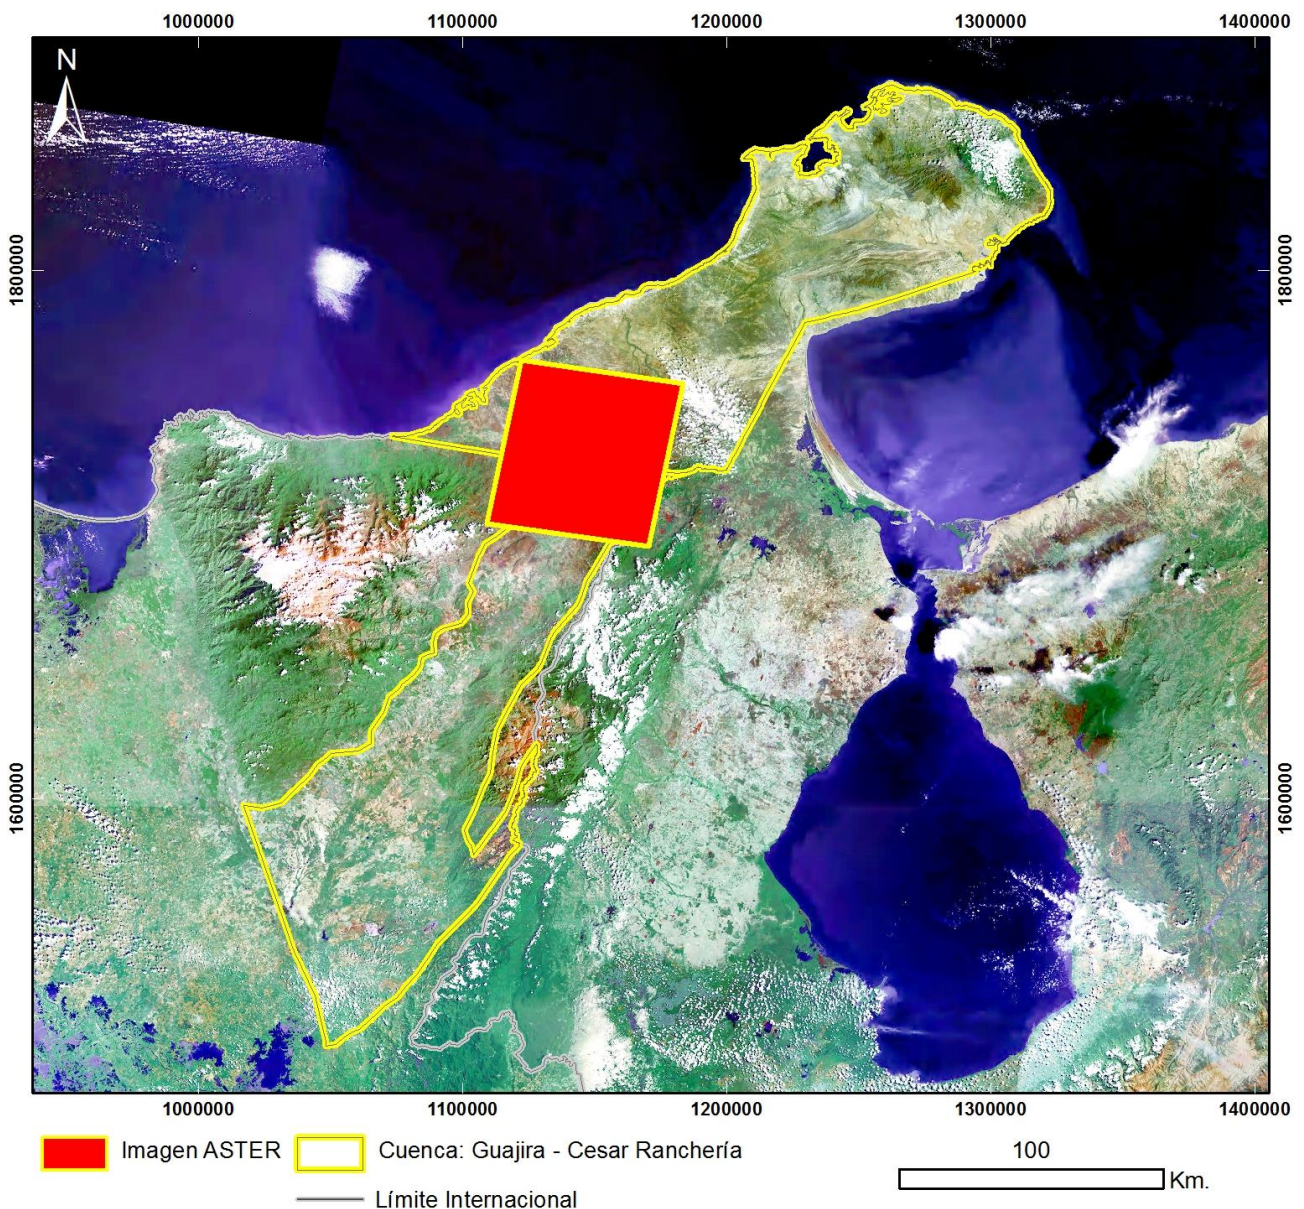 1000000 1100000 1200000 1300000 1400000
N
1800000 1800000
1600000 1600000
1000000 1100000 1200000 1300000 1400000
Imagen ASTER Cuenca: Guajira - Cesar Ranchería 100
Km.
Límite Internacional